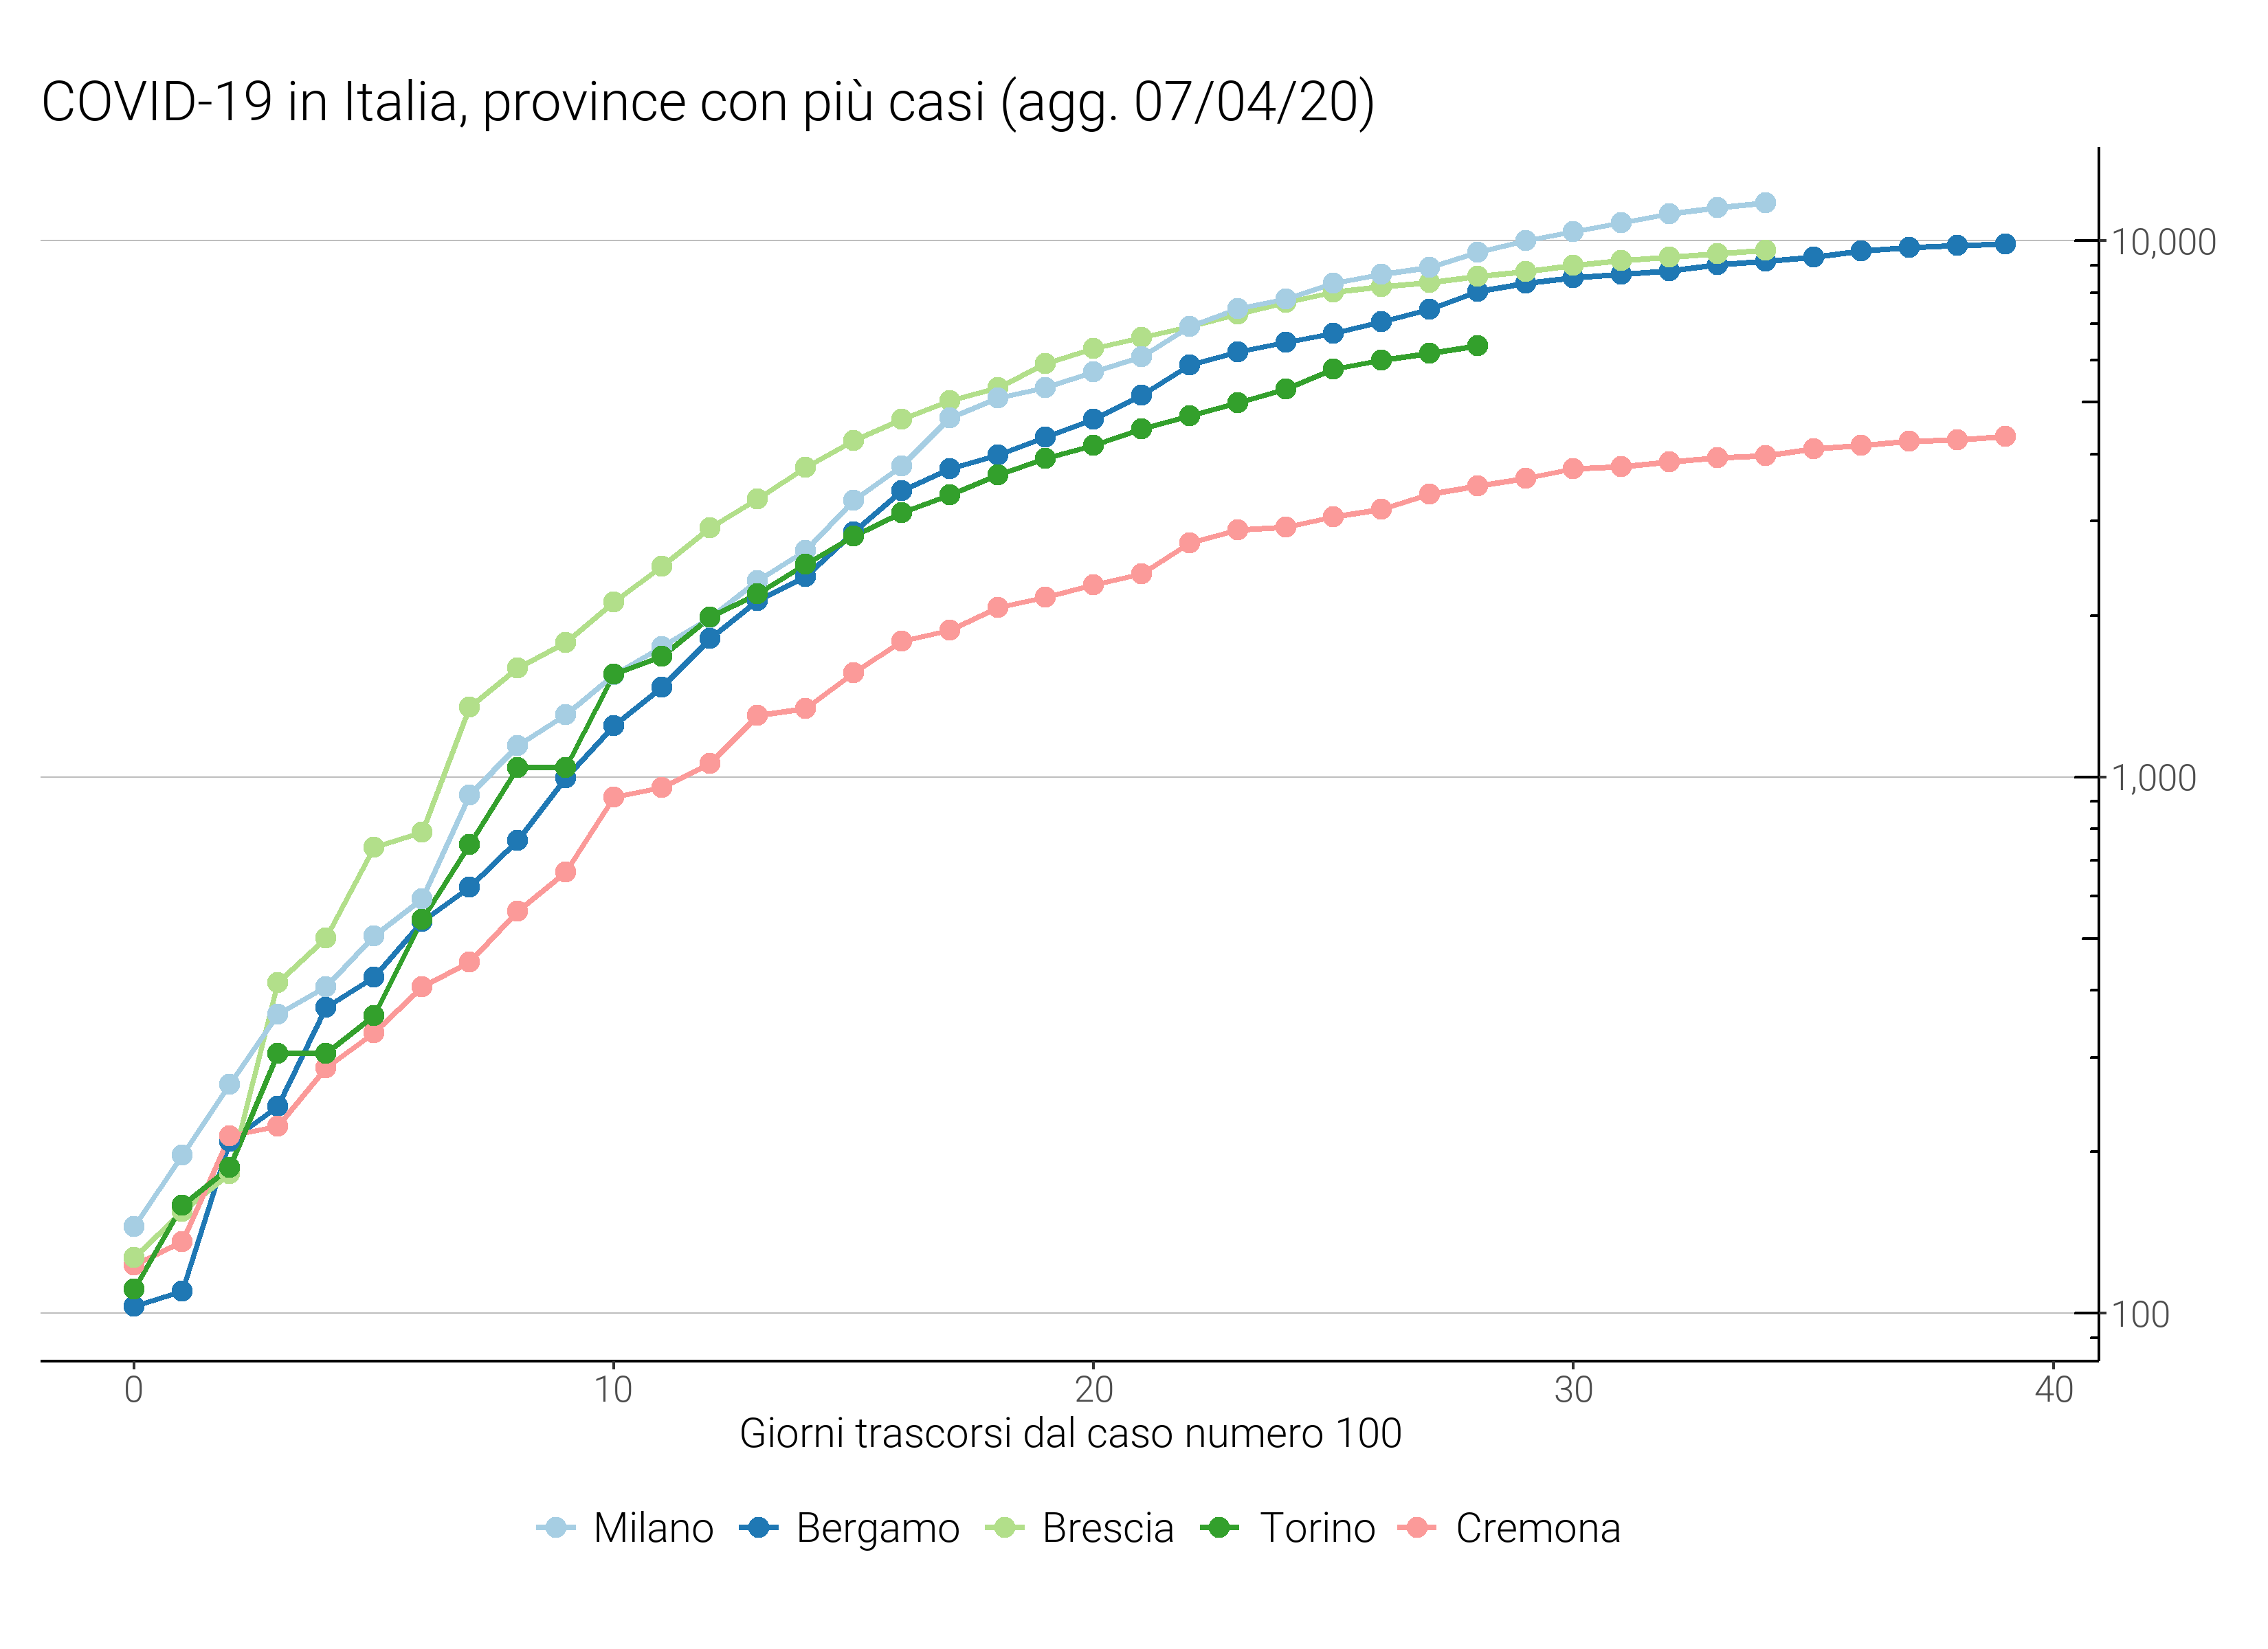 COVID-19 in Italia, province con più casi (agg. 07/04/20)
10,000
1,000
100
0 10 20 30 40
Giorni trascorsi dal caso numero 100
Milano Bergamo Brescia Torino Cremona